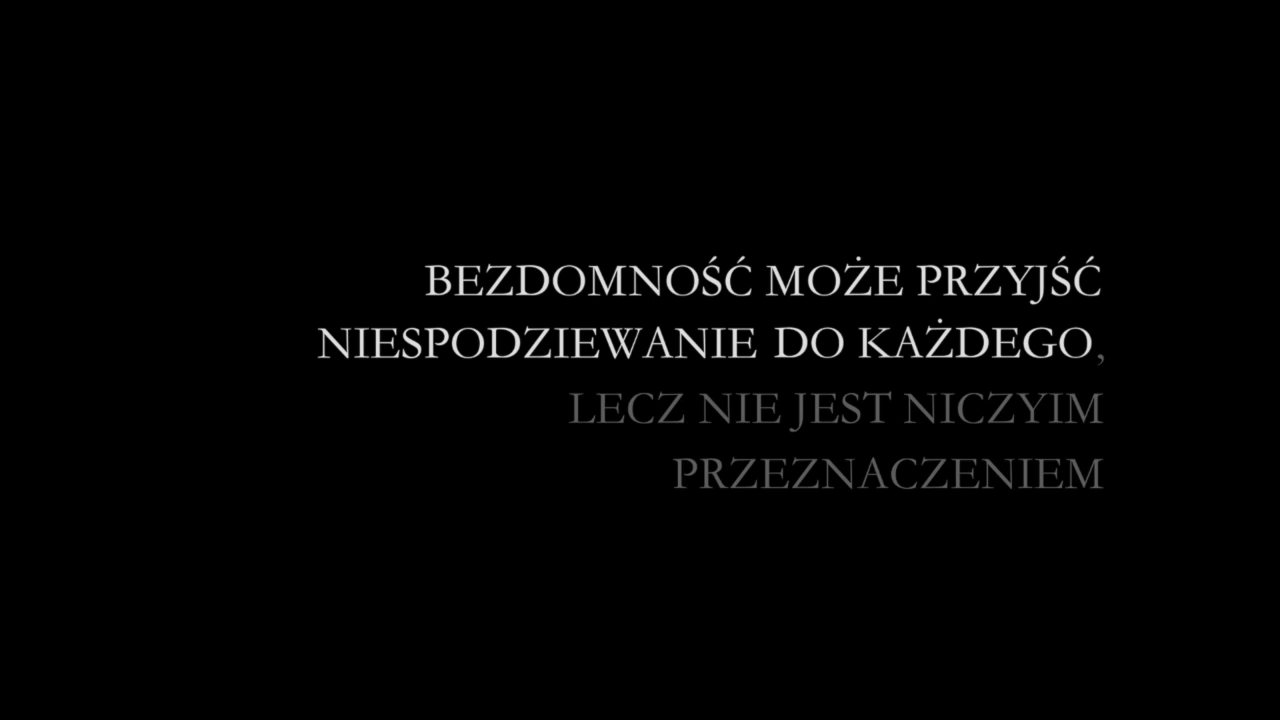 BEZDOMNOŚĆ MOŻE PRZYJŚĆ
NIESPODZIEWANIE DO KAŻDEGO,
LECZ NIE JEST NICZYIM
PRZEZNACZENIEM